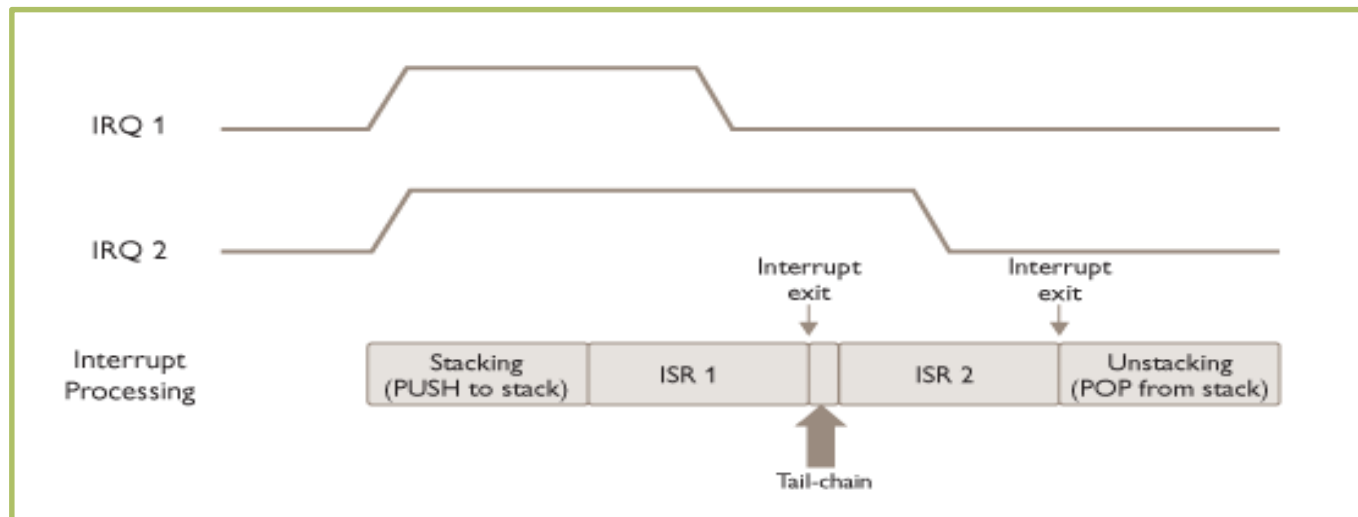 IRQ 1
IRQ 2
Interrupt
exit
Interrupt
exit
Interrupt
Processing
Stacking
(PUSH to stack)
ISR 1
ISR 2
Unstacking
(POP from stack)
Tail-chain